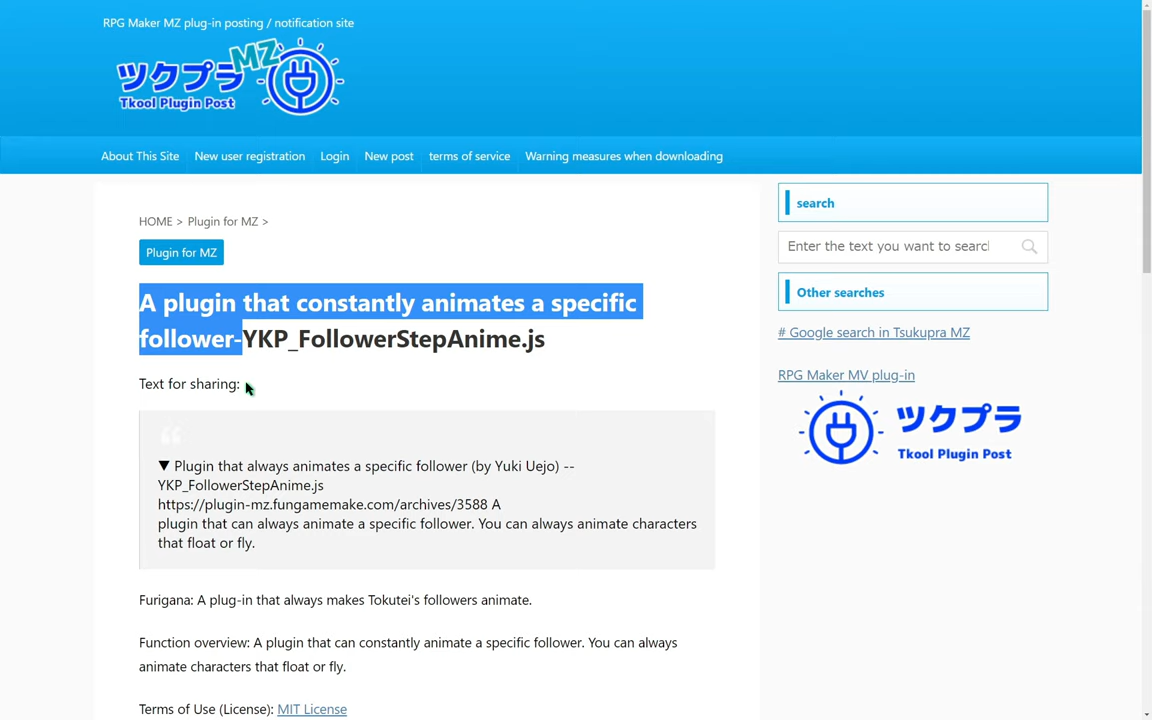 RPG Maker MZ plug-in posting / notification site
ツクプラMZ
Tkool Plugin Post
About This Site New user registration Login New post terms of service Warning measures when downloading
HOME > Plugin for MZ >
Plugin for MZ
A plugin that constantly animates a specific
follower-YKP_FollowerStepAnime.js
Text for sharing:
▼ Plugin that always animates a specific follower (by Yuki Uejo) --
YKP_FollowerStepAnime.js
https://plugin-mz.fungamemake.com/archives/3588 A
plugin that can always animate a specific follower. You can always animate characters
that float or fly.
Furigana: A plug-in that always makes Tokutei's followers animate.
Function overview: A plugin that can constantly animate a specific follower. You can always
animate characters that float or fly.
Terms of Use (License): MIT License
search
Enter the text you want to search
Other searches
# Google search in Tsukupra MZ
RPG Maker MV plug-in
ツクプラ
Tkool Plugin Post